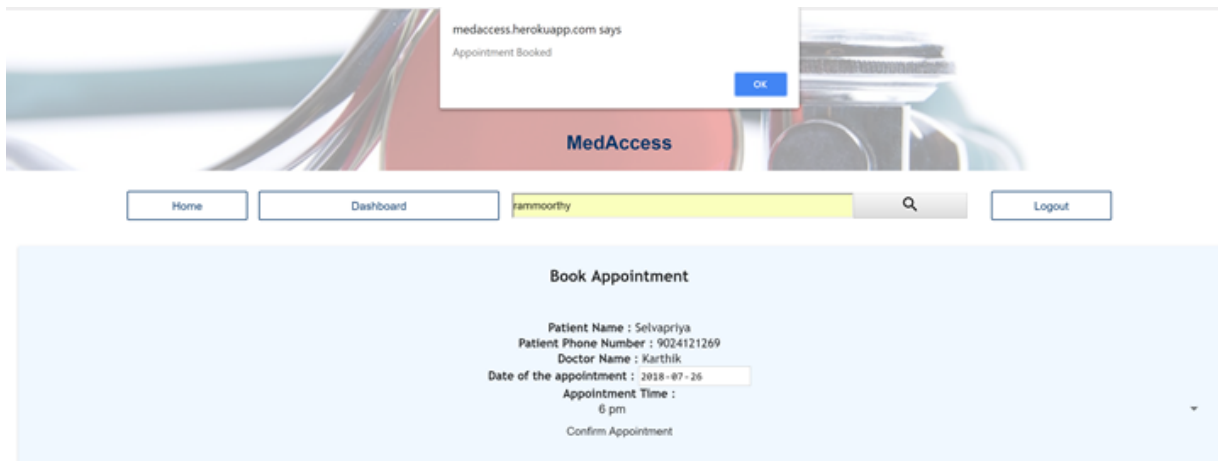 medaccess.herokuapp.com says
Appointment Booked
OK
MedAccess
Home Dashboard rammoorthy Logout
Book Appointment
Patient Name : Selvapriya
Patient Phone Number : 9024121269
Doctor Name : Karthik
Date of the appointment : 2018-07-26
Appointment Time :
6 pm
Confirm Appointment